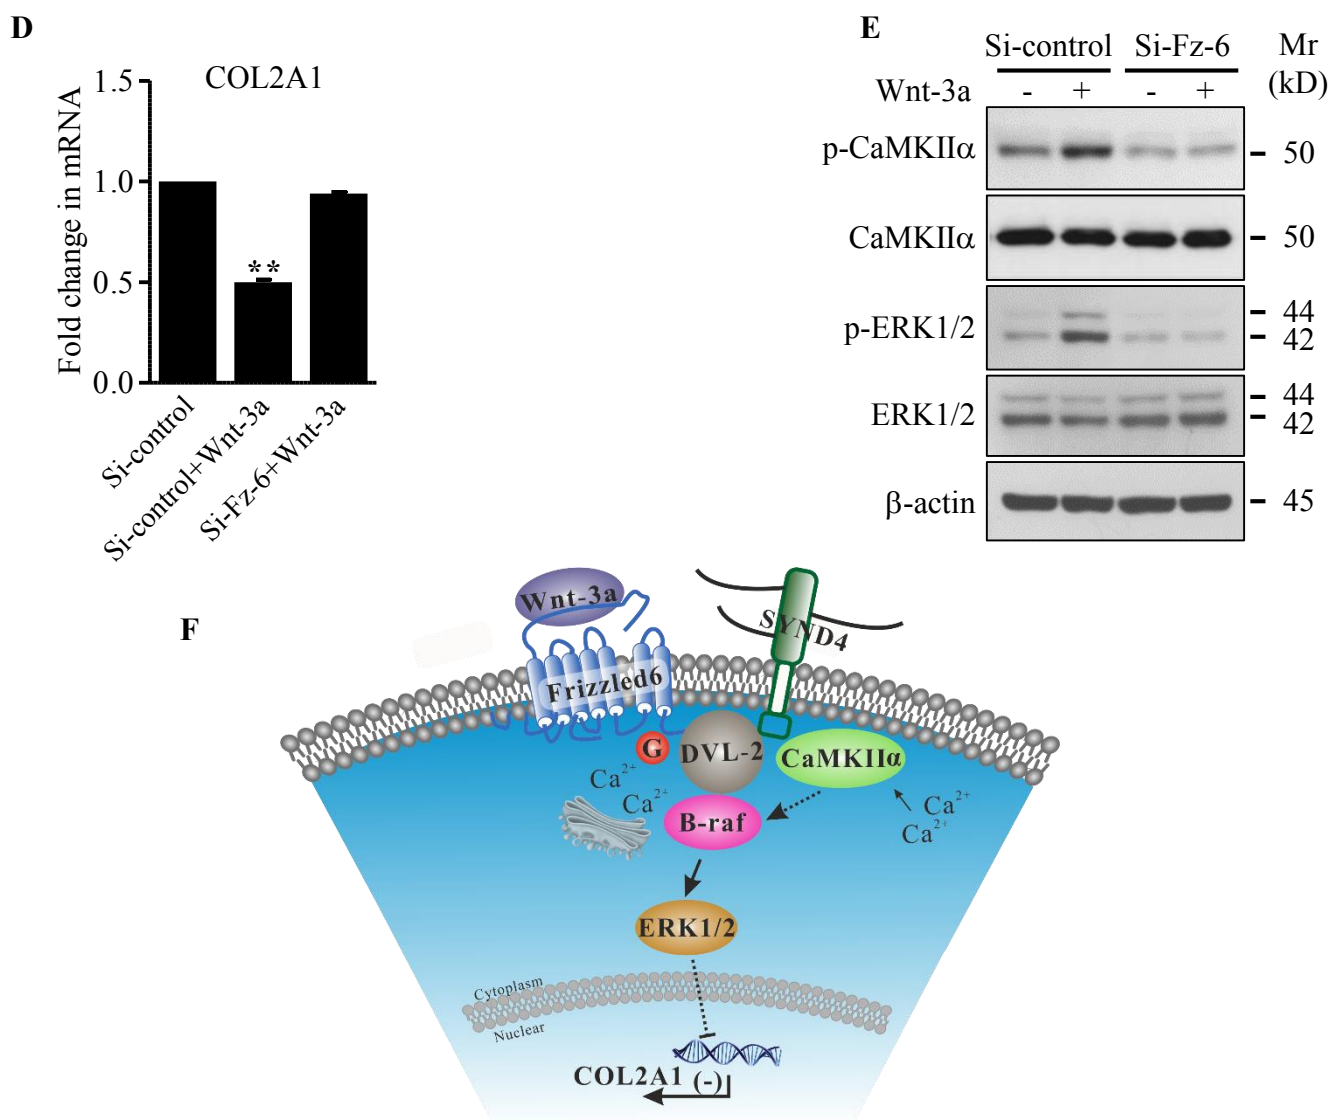 D
COL2A1
Fold change in mRNA
1.5
1.0
0.5
0.0
**
Si-control
Si-control+Wnt-3a
Si-Fz-6+Wnt-3a
E
Si-control Si-Fz-6 Mr
(kD)
Wnt-3a - + - +
p-CaMKIIα 50
CaMKIIα 50
p-ERK1/2 44
42
ERK1/2 44
42
β-actin 45
F
Wnt-3a
SYND4
Frizzled6
G
DVL-2
CaMKIIα
Ca2+
Ca2+
Ca2+
Ca2+
B-raf
ERK1/2
Cytoplasm
Nuclear
COL2A1 (-)